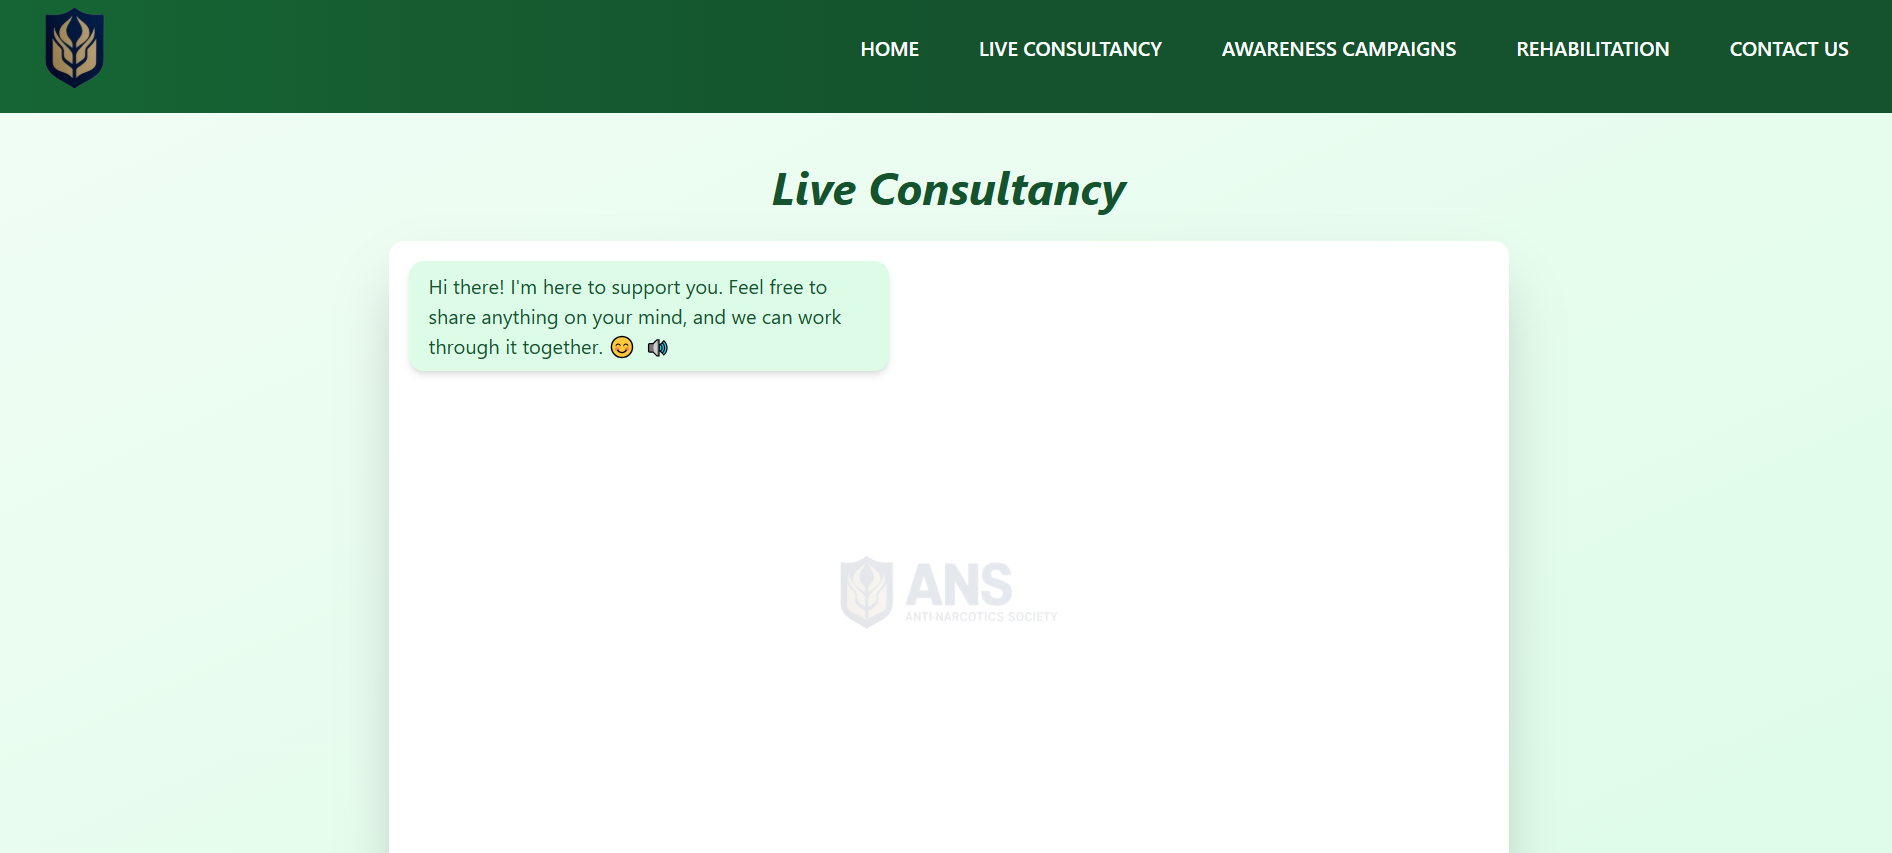 HOME
LIVE CONSULTANCY
AWARENESS CAMPAIGNS
REHABILITATION
CONTACT US
Live Consultancy
Hi there! I'm here to support you. Feel free to
share anything on your mind, and we can work
through it together. 😊 🔊
ANS
ANTI-NARCOTICS SOCIETY